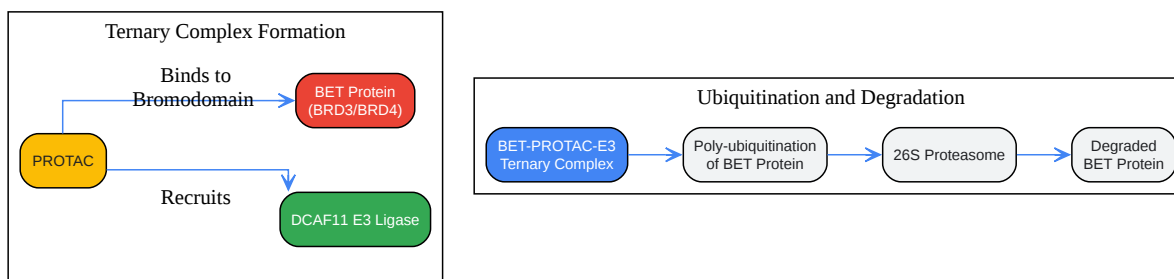 Ternary Complex Formation
Binds to
Bromodomain
BET Protein
(BRD3/BRD4)
PROTAC
Recruits
DCAF11 E3 Ligase
Ubiquitination and Degradation
BET-PROTAC-E3
Ternary Complex
Poly-ubiquitination
of BET Protein
26S Proteasome
Degraded
BET Protein